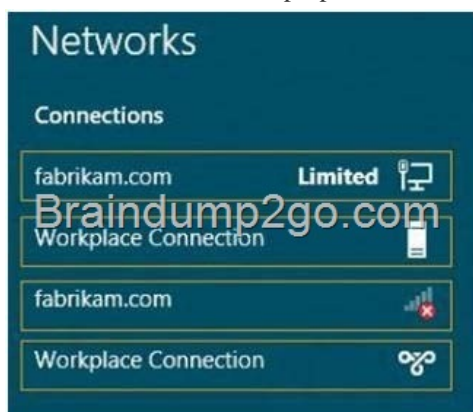 Networks
Connections
fabrikam.com Limited
Braindump2go.com
Workplace Connection
fabrikam.com
Workplace Connection